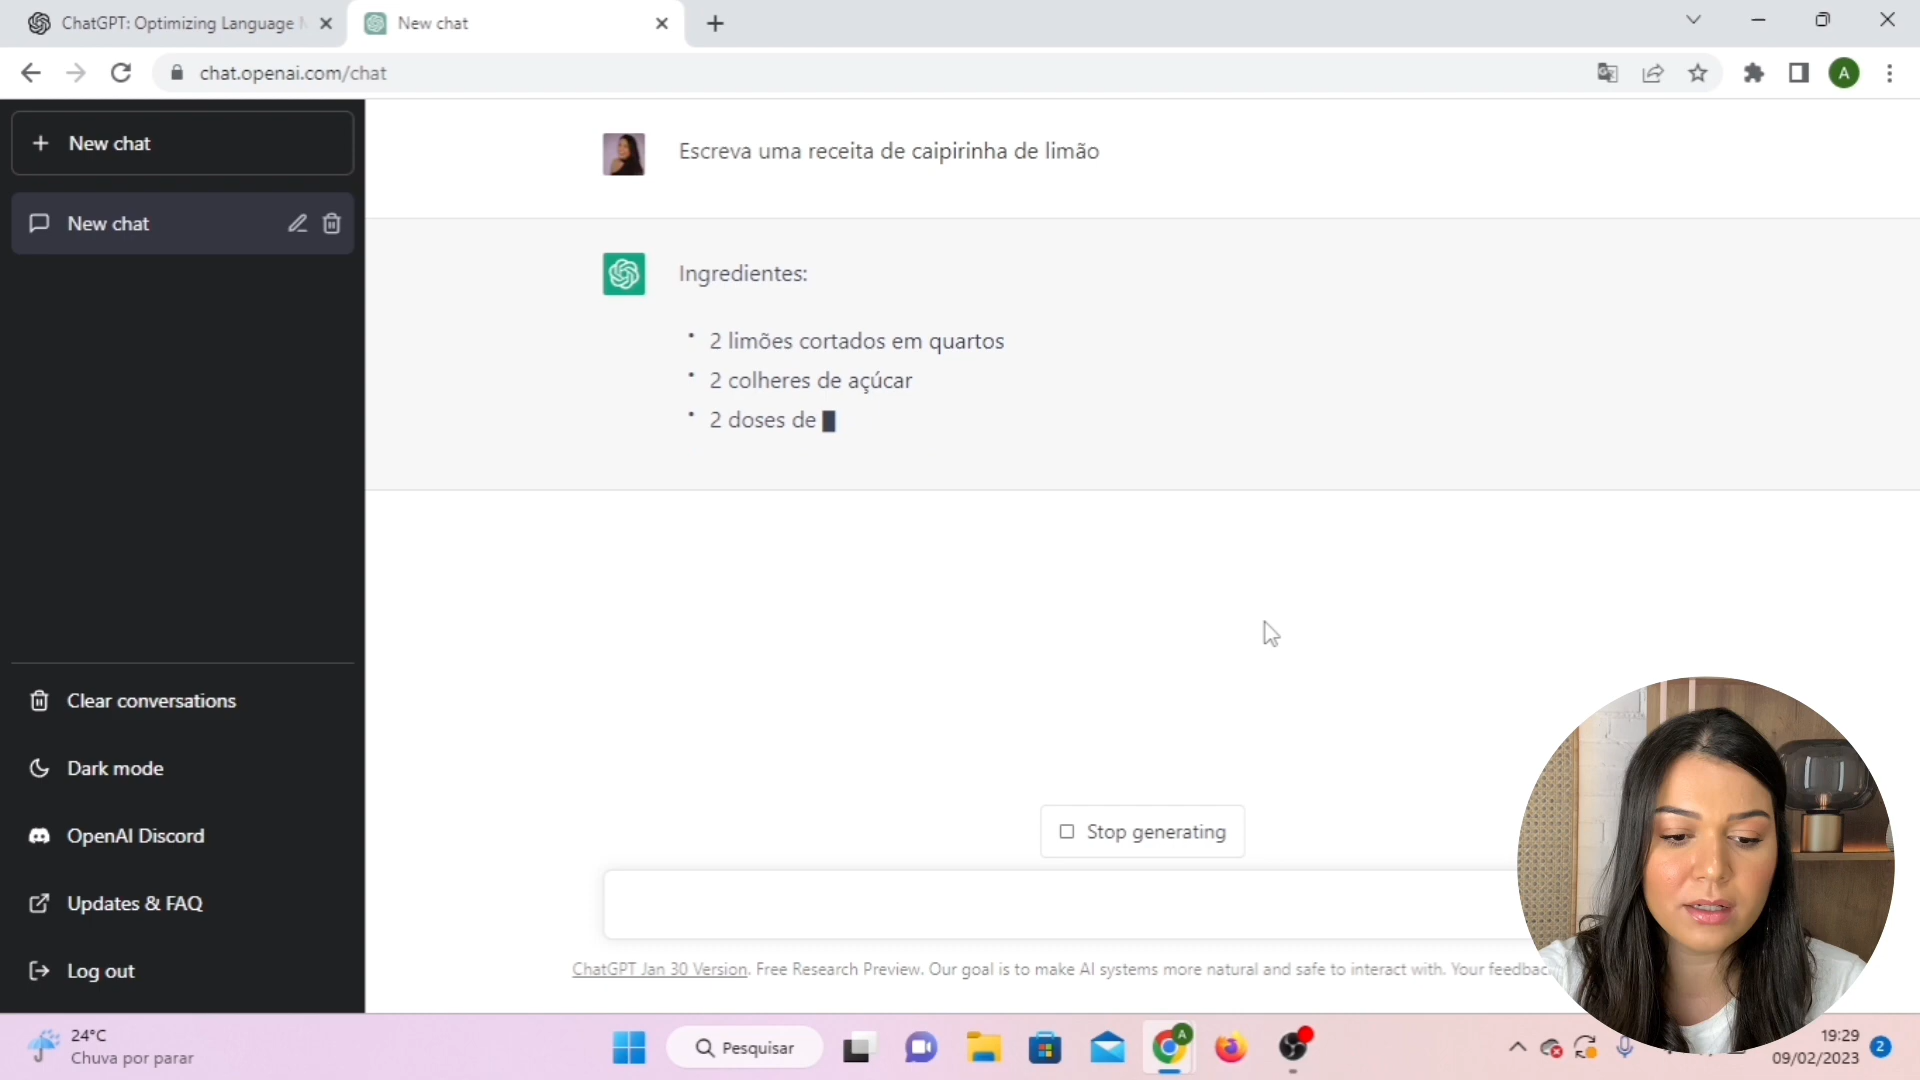 ChatGPT: Optimizing Language
New chat
chat.openai.com/chat
A
New chat
New chat
Clear conversations
Dark mode
OpenAI Discord
Updates & FAQ
Log out
Escreva uma receita de caipirinha de limão
Ingredientes:
• 2 limões cortados em quartos
• 2 colheres de açúcar
• 2 doses de
Stop generating
ChatGPT Jan 30 Version. Free Research Preview. Our goal is to make AI systems more natural and safe to interact with. Your feedbac
24°C
Chuva por parar
Pesquisar
A
19:29
09/02/2023
2